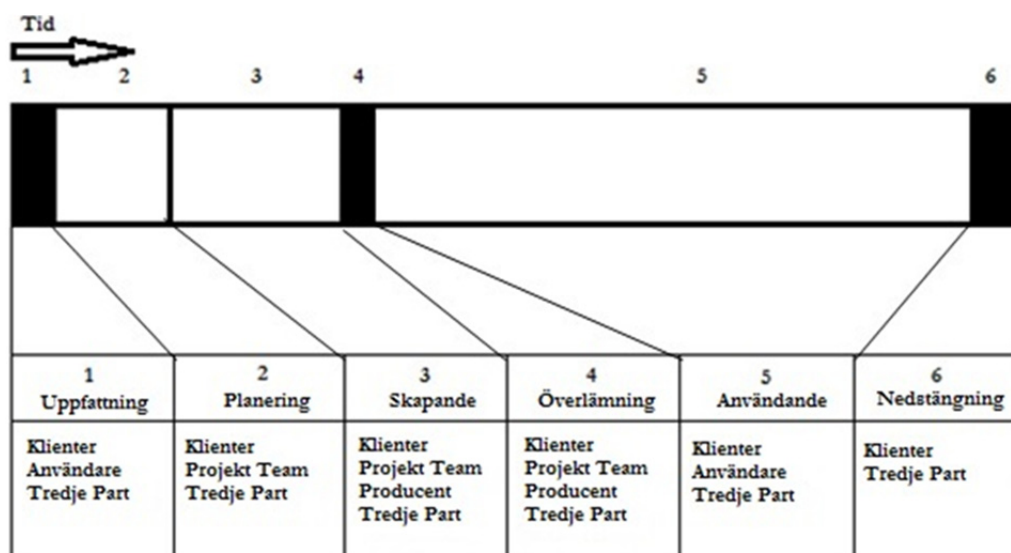 Tid
1 2 3 4 5 6
1 2 3 4 5 6
Uppfattning Planering Skapande Överlämning Användande Nedstängning
Klienter
Användare
Tredje Part
Klienter
Projekt Team
Tredje Part
Klienter
Projekt Team
Producent
Tredje Part
Klienter
Projekt Team
Producent
Tredje Part
Klienter
Användare
Tredje Part
Klienter
Tredje Part